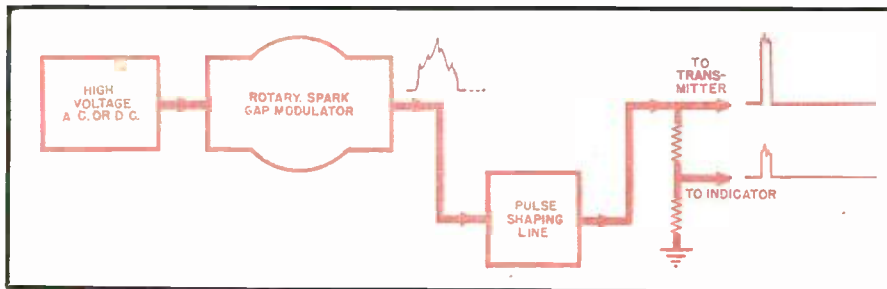 HIGH
VOLTAGE
A C. OR D C.
ROTARY. SPARK
GAP MODULATOR
PULSE
SHAPING
LINE
TO
TRANS-
MITTER
TO INDICATOR